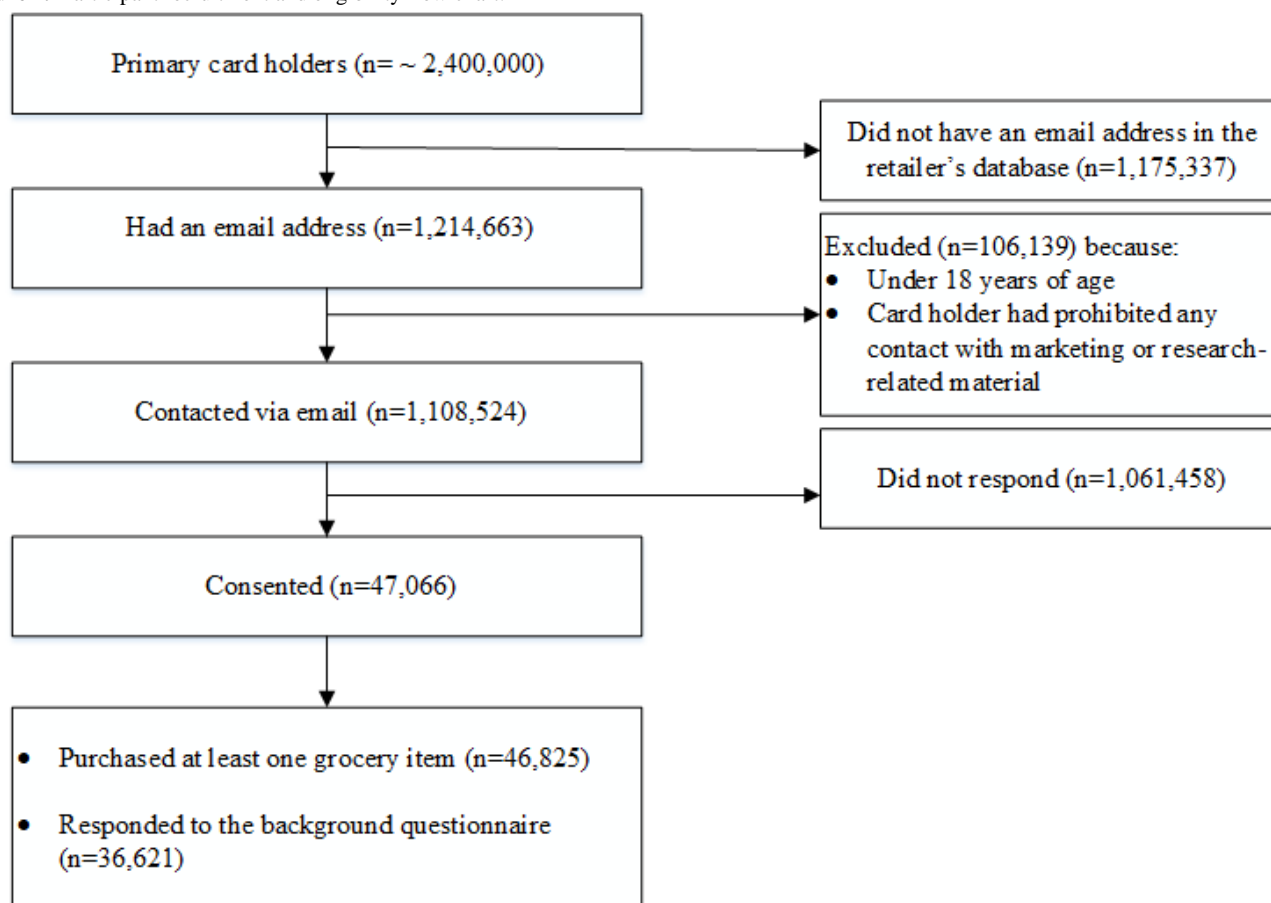 Primary card holders (n= ~ 2,400,000)
Did not have an email address in the
retailer's database (n=1,175,337)
Had an email address (n=1,214,663)
Excluded (n=106,139) because:
• Under 18 years of age
• Card holder had prohibited any
contact with marketing or research-
related material
Contacted via email (n=1,108,524)
Did not respond (n=1,061,458)
Consented (n=47,066)
• Purchased at least one grocery item (n=46,825)
• Responded to the background questionnaire
(n=36,621)